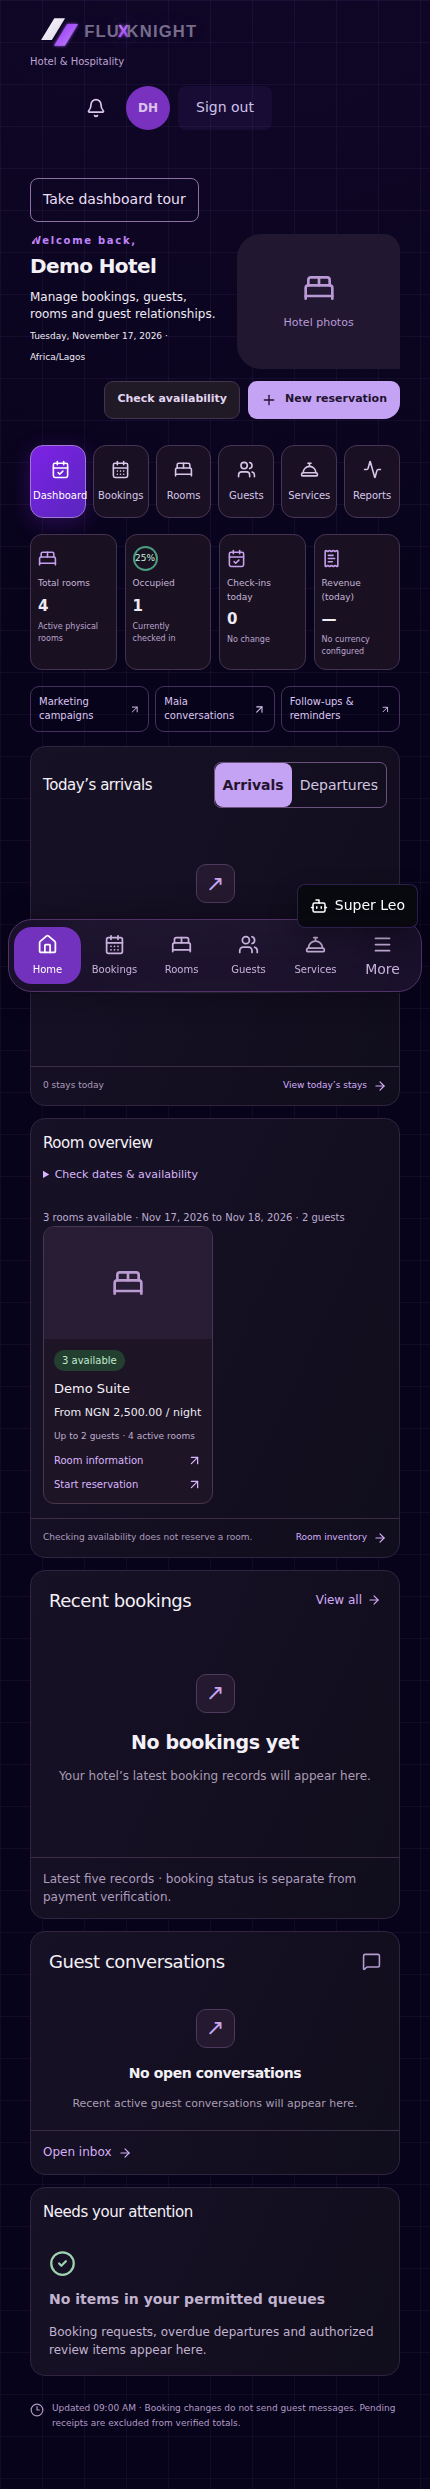 FLUXKNIGHT
Hotel & Hospitality
DH
Sign out
Take dashboard tour
Welcome back,
Demo Hotel
Manage bookings, guests,
rooms and guest relationships.
Tuesday, November 17, 2026 ·
Africa/Lagos
Hotel photos
Check availability
New reservation
Dashboard
Bookings
Rooms
Guests
Services
Reports
Total rooms
4
Active physical
rooms
25%
Occupied
1
Currently
checked in
Check-ins
today
0
No change
Revenue
(today)
—
No currency
configured
Marketing
campaigns
Maia
conversations
Follow-ups &
reminders
Today’s arrivals
Arrivals
Departures
Super Leo
Home
Bookings
Rooms
Guests
Services
More
0 stays today
View today’s stays
Room overview
Check dates & availability
3 rooms available · Nov 17, 2026 to Nov 18, 2026 · 2 guests
3 available
Demo Suite
From NGN 2,500.00 / night
Up to 2 guests · 4 active rooms
Room information
Start reservation
Checking availability does not reserve a room.
Room inventory
Recent bookings
View all
No bookings yet
Your hotel’s latest booking records will appear here.
Latest five records · booking status is separate from
payment verification.
Guest conversations
No open conversations
Recent active guest conversations will appear here.
Open inbox
Needs your attention
No items in your permitted queues
Booking requests, overdue departures and authorized
review items appear here.
Updated 09:00 AM · Booking changes do not send guest messages. Pending
receipts are excluded from verified totals.